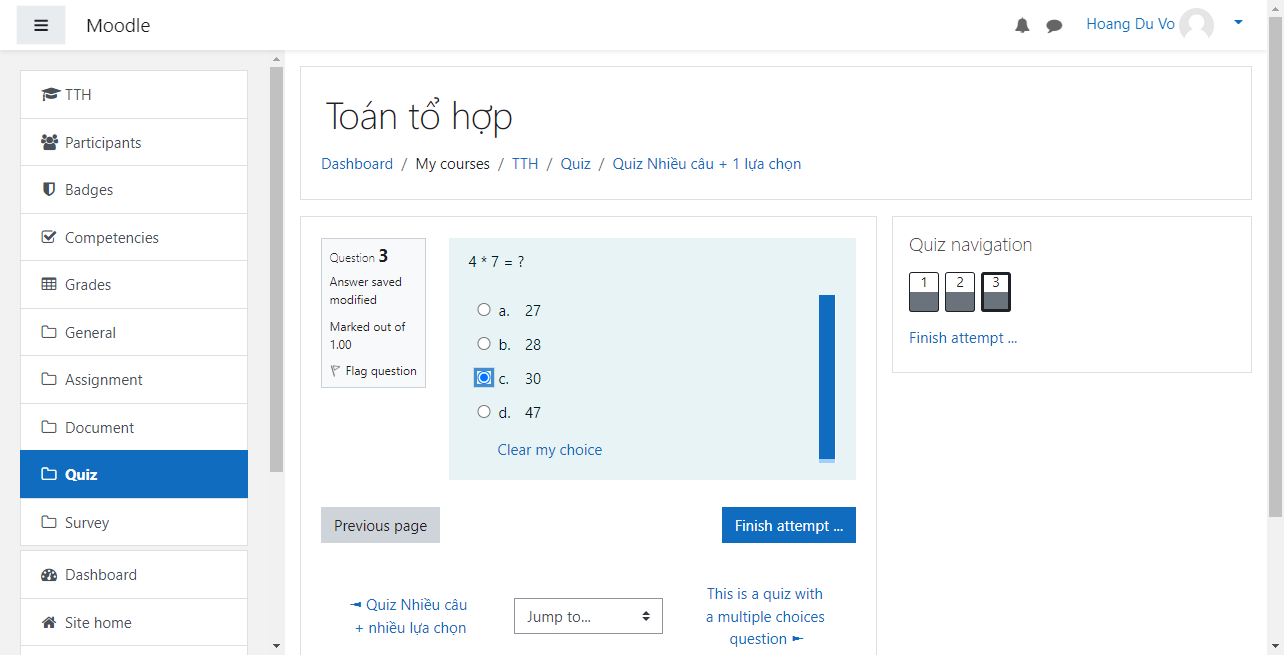 Moodle
Hoang Du Vo
TTH
Participants
Badges
Competencies
Grades
General
Assignment
Document
Quiz
Survey
Dashboard
Site home
Toán tổ hợp
Dashboard / My courses / TTH / Quiz / Quiz Nhiều câu + 1 lựa chọn
Question 3
Answer saved
modified
Marked out of
1.00
Flag question
4 * 7 = ?
a. 27
b. 28
c. 30
d. 47
Clear my choice
Previous page
Finish attempt ...
◄ Quiz Nhiều câu
+ nhiều lựa chọn
Jump to...
This is a quiz with
a multiple choices
question ►
Quiz navigation
1 2 3
Finish attempt ...